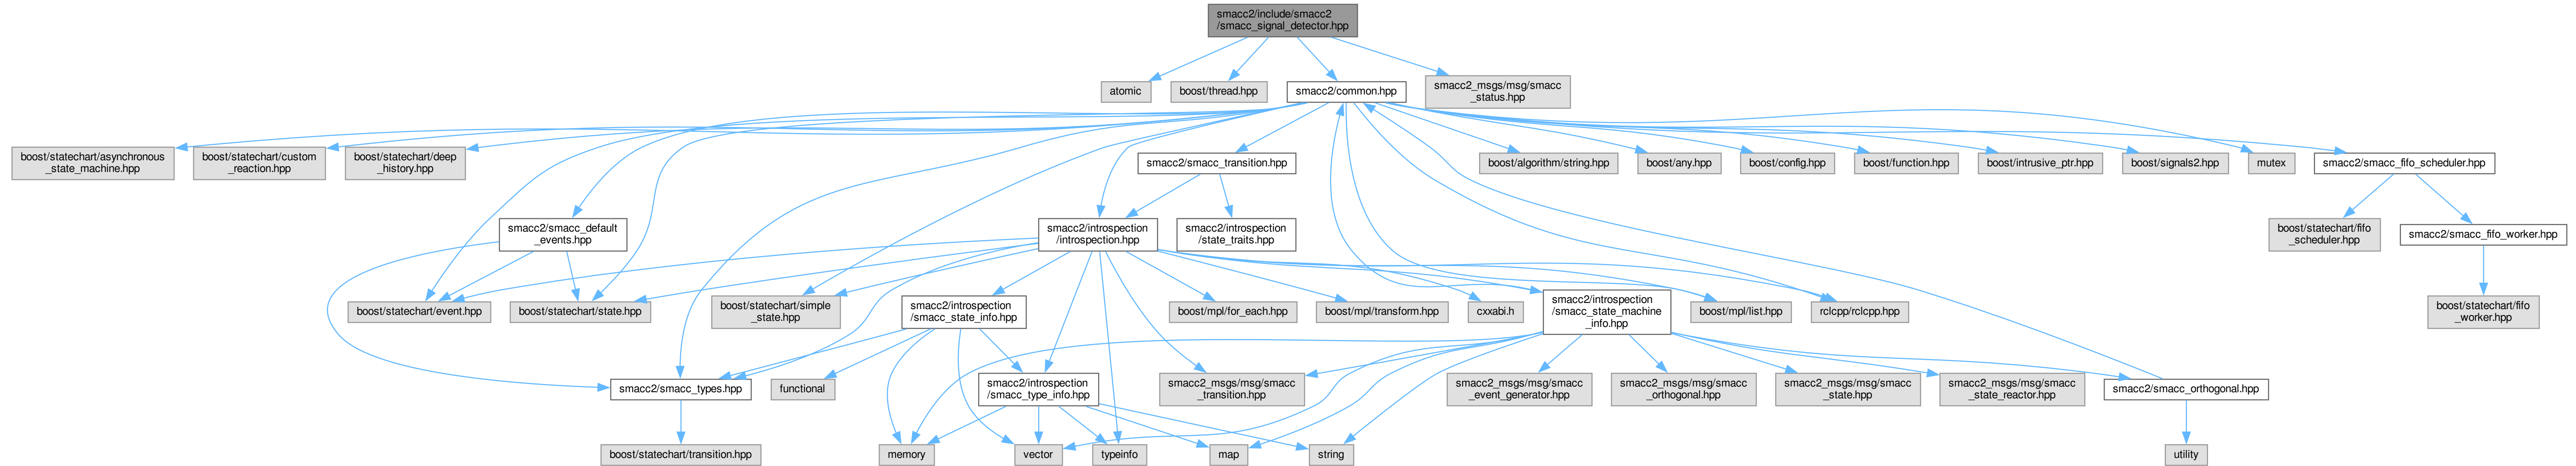 smacc2/include/smacc2
/smacc_signal_detector.hpp
atomic
boost/thread.hpp
smacc2/common.hpp
smacc2_msgs/msg/smacc
_status.hpp
boost/statechart/asynchronous
_state_machine.hpp
boost/statechart/custom
_reaction.hpp
boost/statechart/deep
_history.hpp
smacc2/smacc_transition.hpp
boost/algorithm/string.hpp
boost/any.hpp
boost/config.hpp
boost/function.hpp
boost/intrusive_ptr.hpp
boost/signals2.hpp
mutex
smacc2/smacc_fifo_scheduler.hpp
smacc2/smacc_default
_events.hpp
smacc2/introspection
/introspection.hpp
smacc2/introspection
/state_traits.hpp
boost/statechart/fifo
_scheduler.hpp
smacc2/smacc_fifo_worker.hpp
boost/statechart/event.hpp
boost/statechart/state.hpp
boost/statechart/simple
_state.hpp
smacc2/introspection
/smacc_state_info.hpp
boost/mpl/for_each.hpp
boost/mpl/transform.hpp
cxxabi.h
smacc2/introspection
/smacc_state_machine
_info.hpp
boost/mpl/list.hpp
rclcpp/rclcpp.hpp
boost/statechart/fifo
_worker.hpp
smacc2/smacc_types.hpp
functional
smacc2/introspection
/smacc_type_info.hpp
smacc2_msgs/msg/smacc
_transition.hpp
smacc2_msgs/msg/smacc
_event_generator.hpp
smacc2_msgs/msg/smacc
_orthogonal.hpp
smacc2_msgs/msg/smacc
_state.hpp
smacc2_msgs/msg/smacc
_state_reactor.hpp
smacc2/smacc_orthogonal.hpp
boost/statechart/transition.hpp
memory
vector
typeinfo
map
string
utility